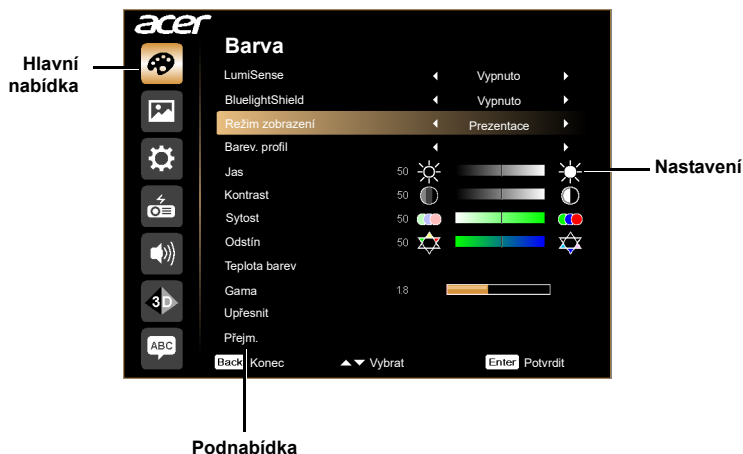 acer
Barva
Hlavní
nabídka
LumiSense Vypnuto
BluelightShield Vypnuto
Režim zobrazení Prezentace
Barev. profil
Jas 50
Nastavení
Kontrast 50
Sytost 50
Odstín 50
Teplota barev
Gama 1.8
Upřesnit
Přejm.
3D
ABC
Back Konec Vybrat Enter Potvrdit
Podnabídka